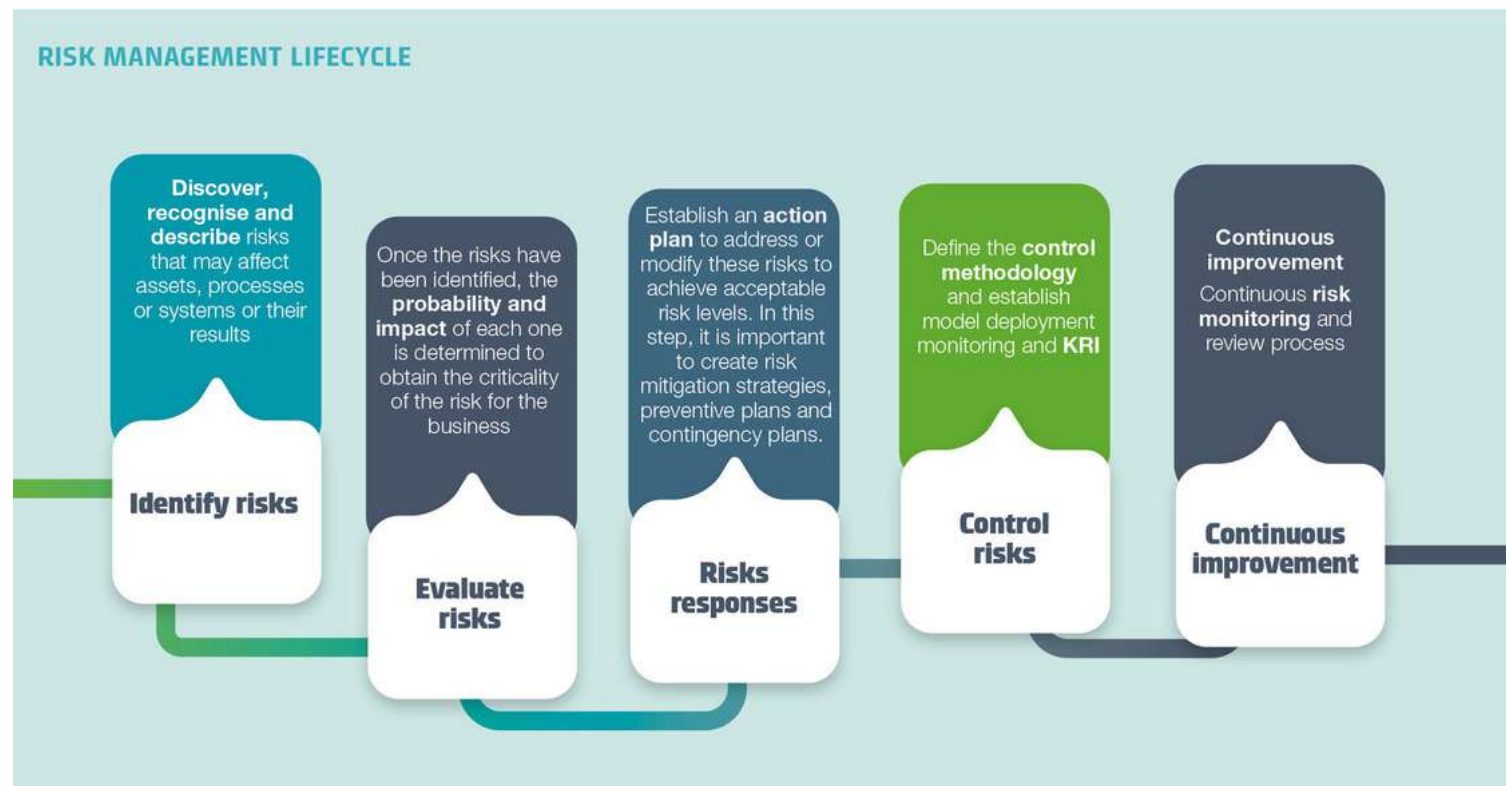 RISK MANAGEMENT LIFECYCLE
Discover,
recognise and
describe risks
that may affect
assets, processes
or systems or their
results
Identify risks
Once the risks have
been identified, the
probability and
impact of each one
is determined to
obtain the criticality
of the risk for the
business
Evaluate
risks
Establish an action
plan to address or
modify these risks to
achieve acceptable
risk levels. In this
step, it is important
to create risk
mitigation strategies,
preventive plans and
contingency plans.
Risks
responses
Define the control
methodology
and establish
model deployment
monitoring and KRI
Control
risks
Continuous
improvement
Continuous risk
monitoring and
review process
Continuous
improvement